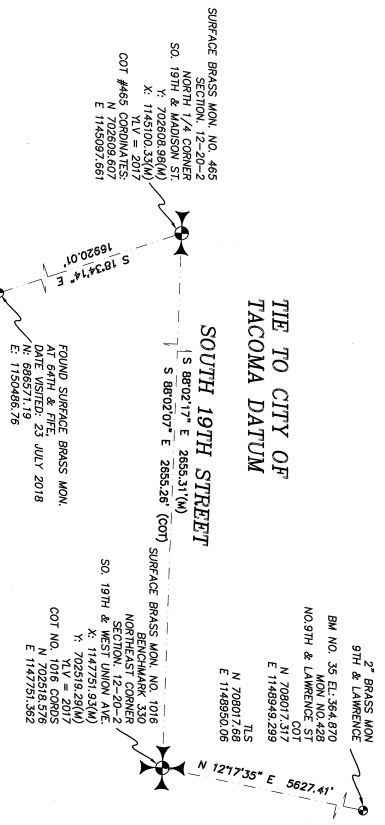 SURFACE BRASS MON. NO. 465
SECTION. 12-20-2
NORTH 1/4 CORNER
SO. 19TH & MADISON ST.
Y: 702608.98(M)
X: 1145100.33(M)
YLV = 2017
COT #465 CORDINATES:
N 702609.607
E 1145097.661
S 18°34'14" E
16920.01'
FOUND SURFACE BRASS MON.
AT 64TH & FIFE,
DATE VISITED: 23 JULY 2018
N: 686571.19
E: 1150486.76
TIE TO CITY OF
TACOMA DATUM
SOUTH 19TH STREET
S 88°02'17" E 2655.31'(M)
S 88°02'07" E 2655.26' (COT)
SURFACE BRASS MON. NO. 1016
BENCHMARK: 330
NORTHEAST CORNER
SECTION. 12-20-2
SO. 19TH & WEST UNION AVE.
X: 1147751.93(M)
Y: 702519.29(M)
YLV = 2017
COT NO. 1016 CORDS
N 702518.576
E 1147751.362
2" BRASS MON
9TH & LAWRENCE
BM NO. 35 EL:364.870
MON NO.428
NO.9TH & LAWRENCE ST
COT
N 708017.317
E 1148949.299
TLS
N 708017.68
E 1148950.06
N 12°17'35" E 5627.41'